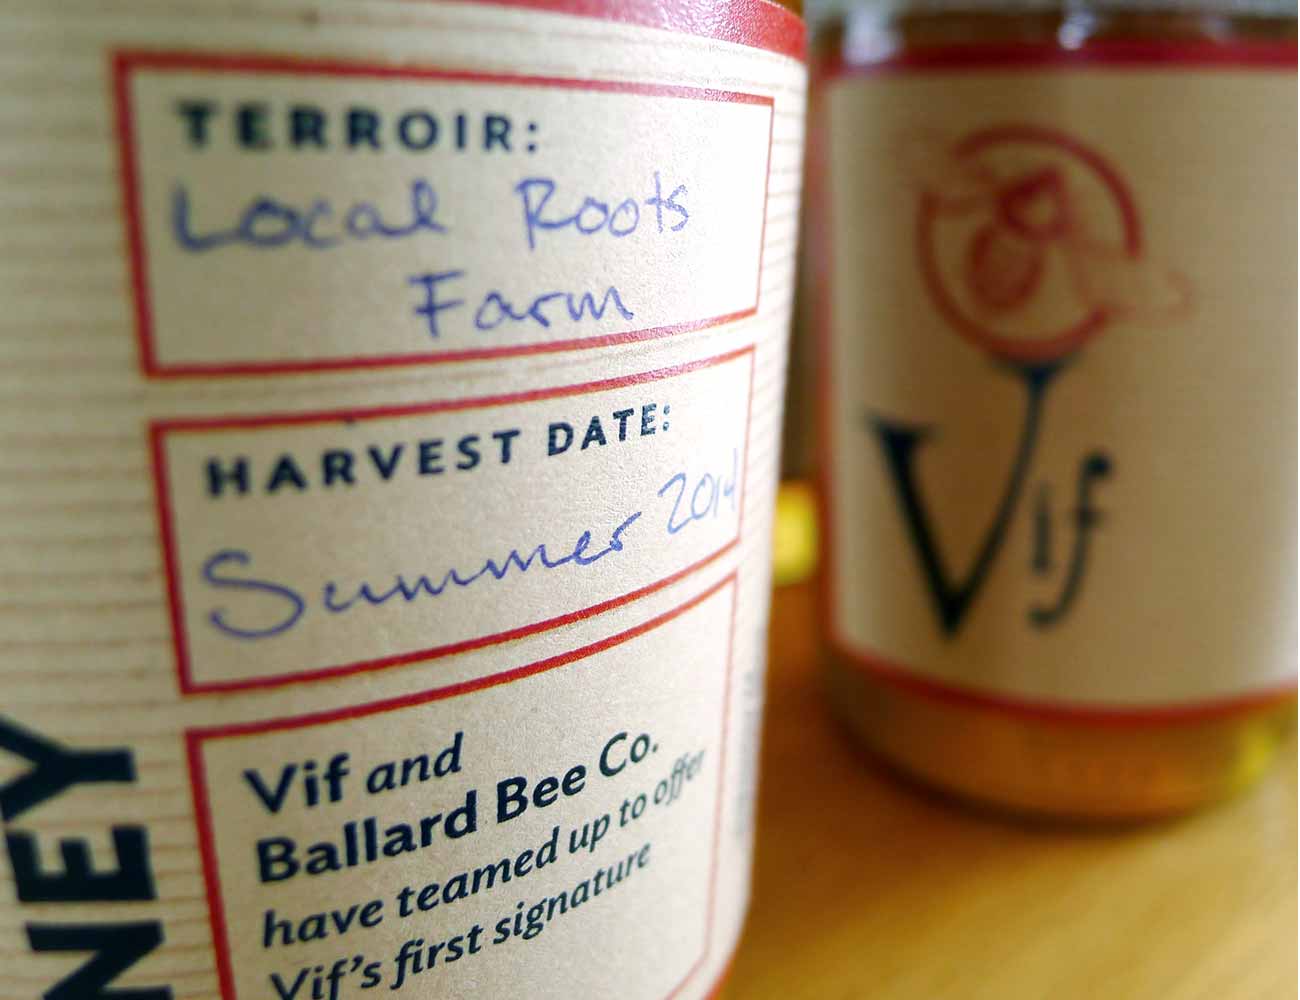 TERROIR:
Local Roots
Farm
HARVEST DATE:
Summer 2014
Vif and
Ballard Bee Co.
have teamed up to offer
Vif's first signature
NEY
Vif